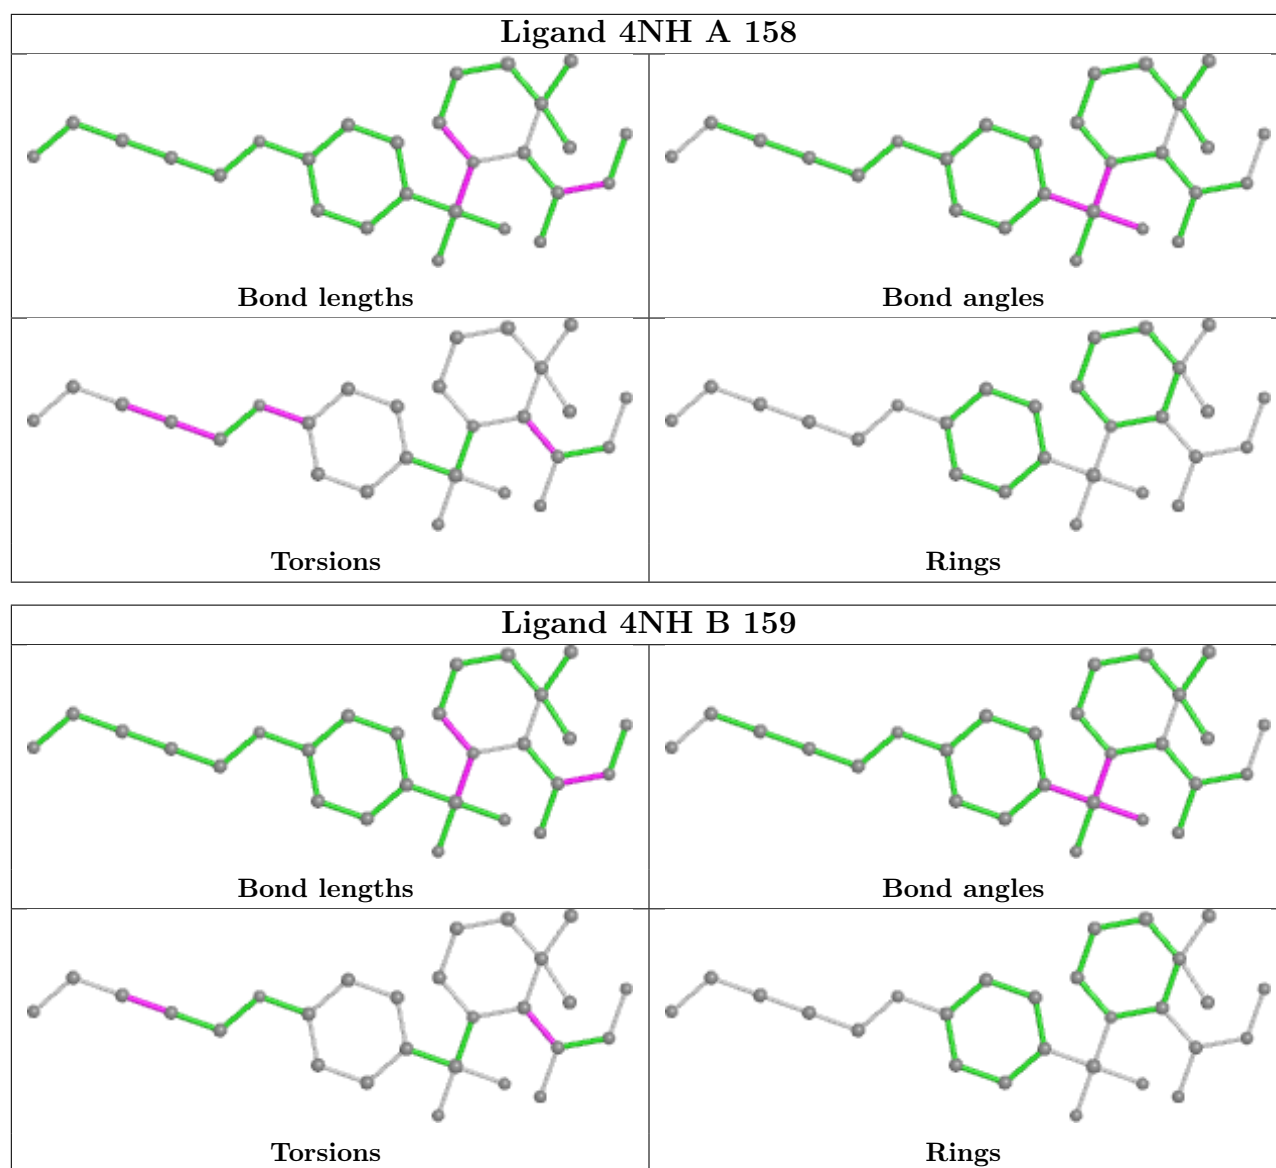 Ligand 4NH A 158
Bond lengths
Bond angles
Torsions
Rings
Ligand 4NH B 159
Bond lengths
Bond angles
Torsions
Rings